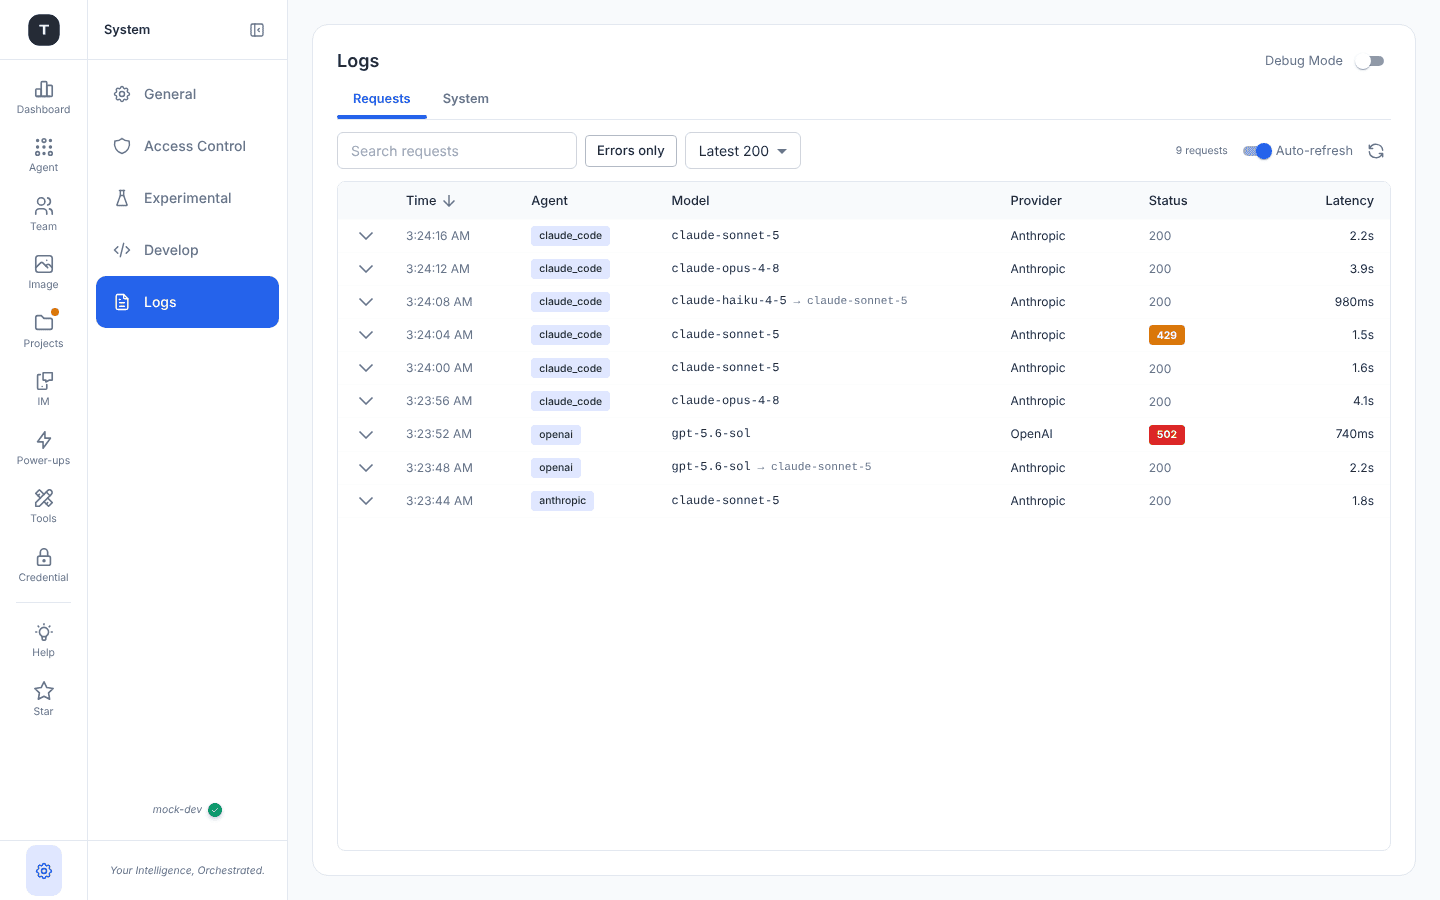 T
System
Dashboard
Agent
Team
Image
Projects
IM
Power-ups
Tools
Credential
Help
Star
General
Access Control
Experimental
Develop
Logs
mock-dev
Your Intelligence, Orchestrated.
Logs
Debug Mode
Requests System
Search requests Errors only Latest 200 9 requests Auto-refresh
Time Agent Model Provider Status Latency
3:24:16 AM claude_code claude-sonnet-5 Anthropic 200 2.2s
3:24:12 AM claude_code claude-opus-4-8 Anthropic 200 3.9s
3:24:08 AM claude_code claude-haiku-4-5 → claude-sonnet-5 Anthropic 200 980ms
3:24:04 AM claude_code claude-sonnet-5 Anthropic 429 1.5s
3:24:00 AM claude_code claude-sonnet-5 Anthropic 200 1.6s
3:23:56 AM claude_code claude-opus-4-8 Anthropic 200 4.1s
3:23:52 AM openai gpt-5.6-sol OpenAI 502 740ms
3:23:48 AM openai gpt-5.6-sol → claude-sonnet-5 Anthropic 200 2.2s
3:23:44 AM anthropic claude-sonnet-5 Anthropic 200 1.8s